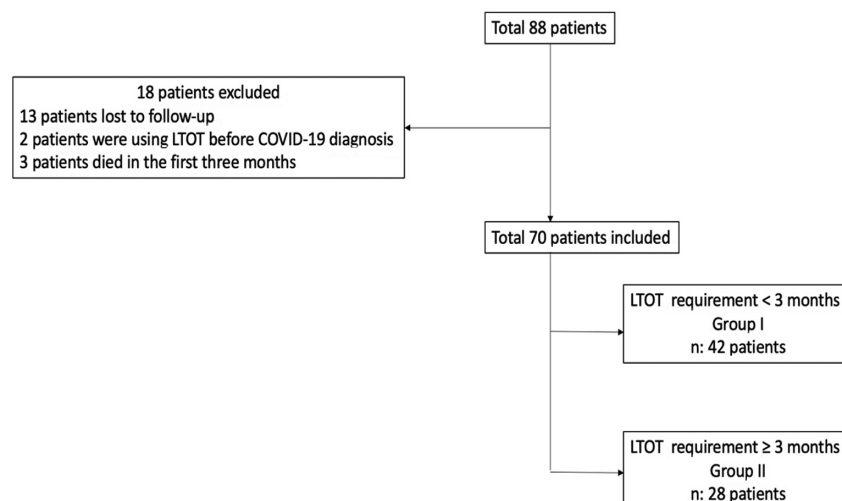 Total 88 patients
18 patients excluded
13 patients lost to follow-up
2 patients were using LTOT before COVID-19 diagnosis
3 patients died in the first three months
Total 70 patients included
LTOT requirement < 3 months
Group I
n: 42 patients
LTOT requirement ≥ 3 months
Group II
n: 28 patients